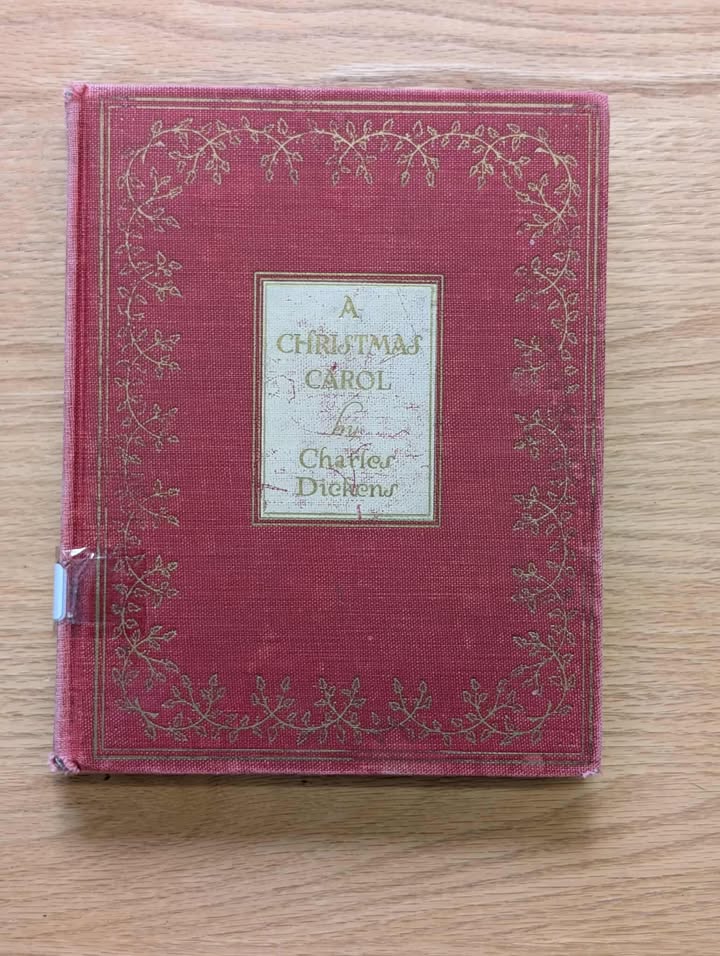 A
CHRISTMAS
CAROL
by
Charles
Dickens